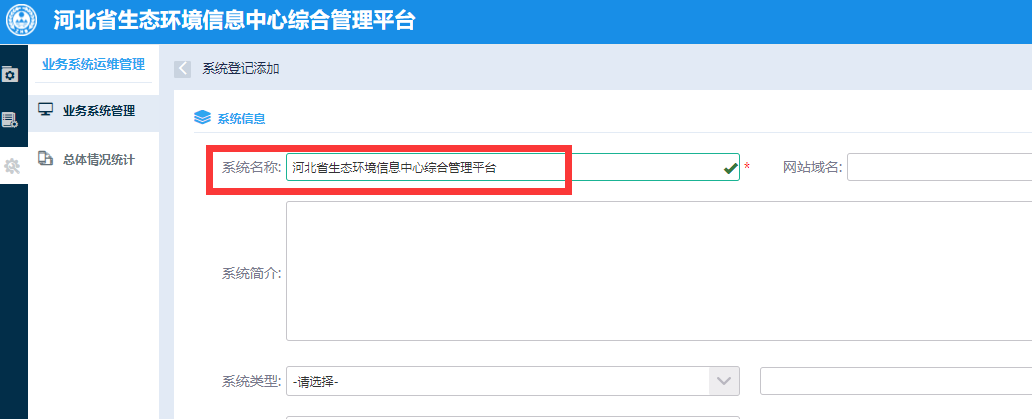 河北省生态环境信息中心综合管理平台
业务系统运维管理
系统登记添加
业务系统管理
总体情况统计
系统信息
系统名称: 河北省生态环境信息中心综合管理平台 * 网站域名:
系统简介:
系统类型: -请选择-